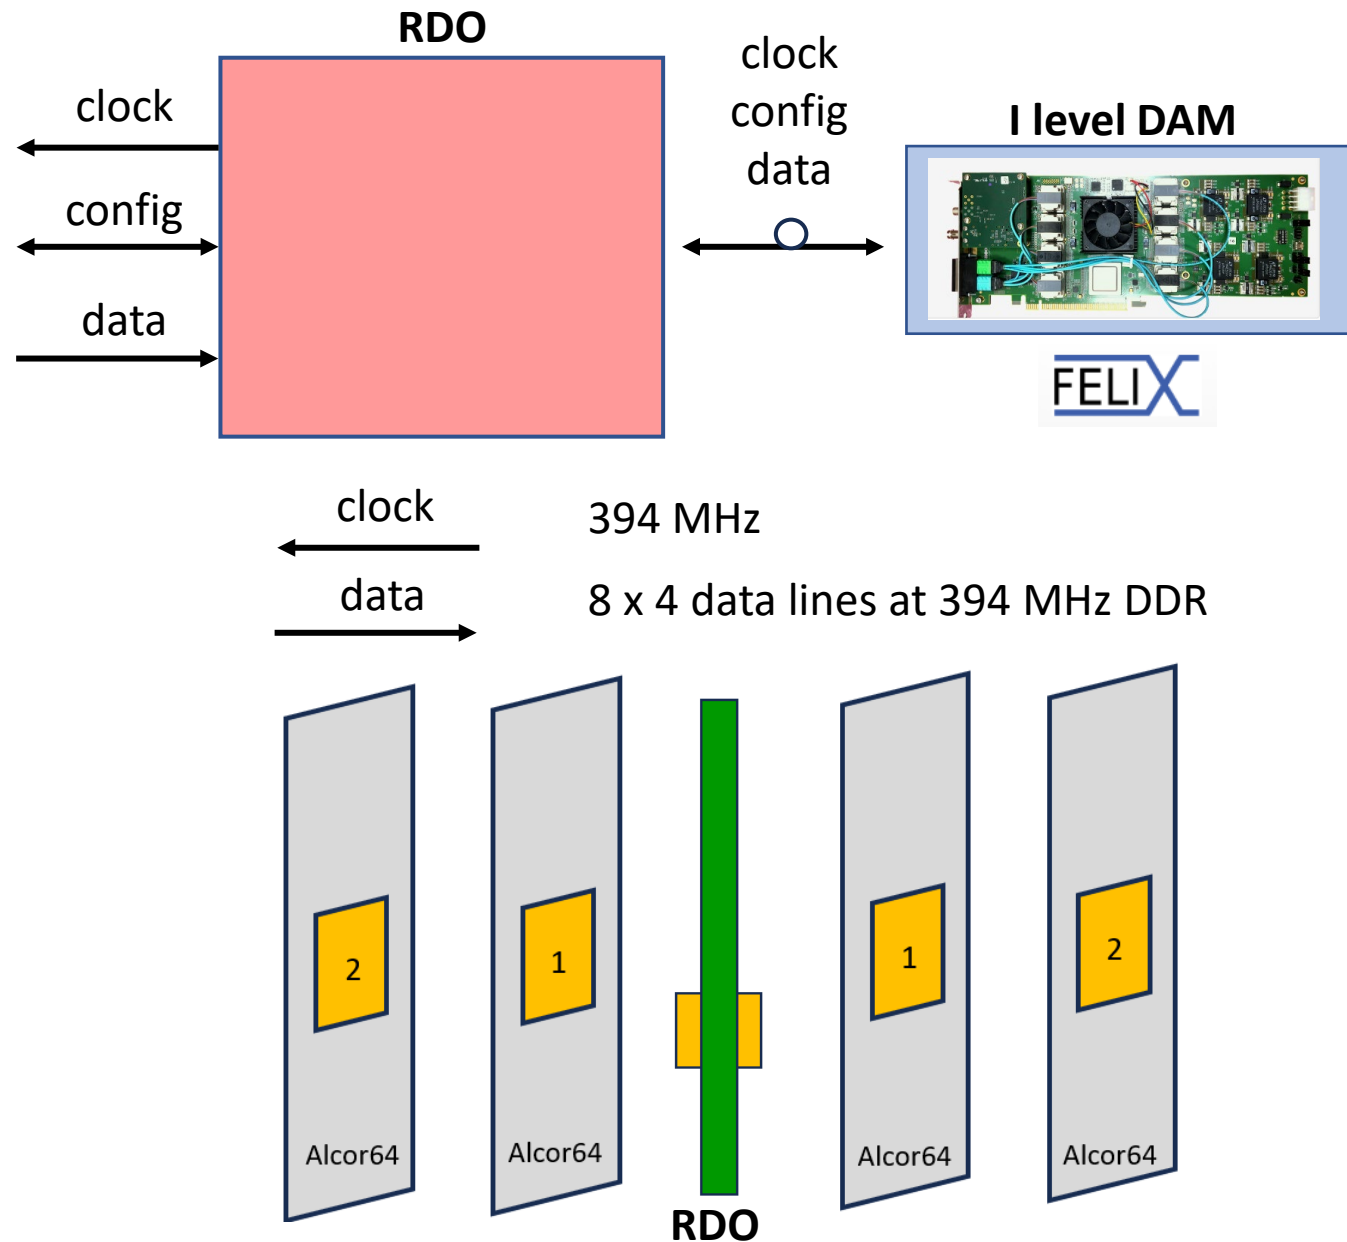 RDO
clock
config
data
clock
config
data
I level DAM
FELIX
clock
394 MHz
data
8 x 4 data lines at 394 MHz DDR
2
1
1
2
Alcor64
Alcor64
Alcor64
Alcor64
RDO